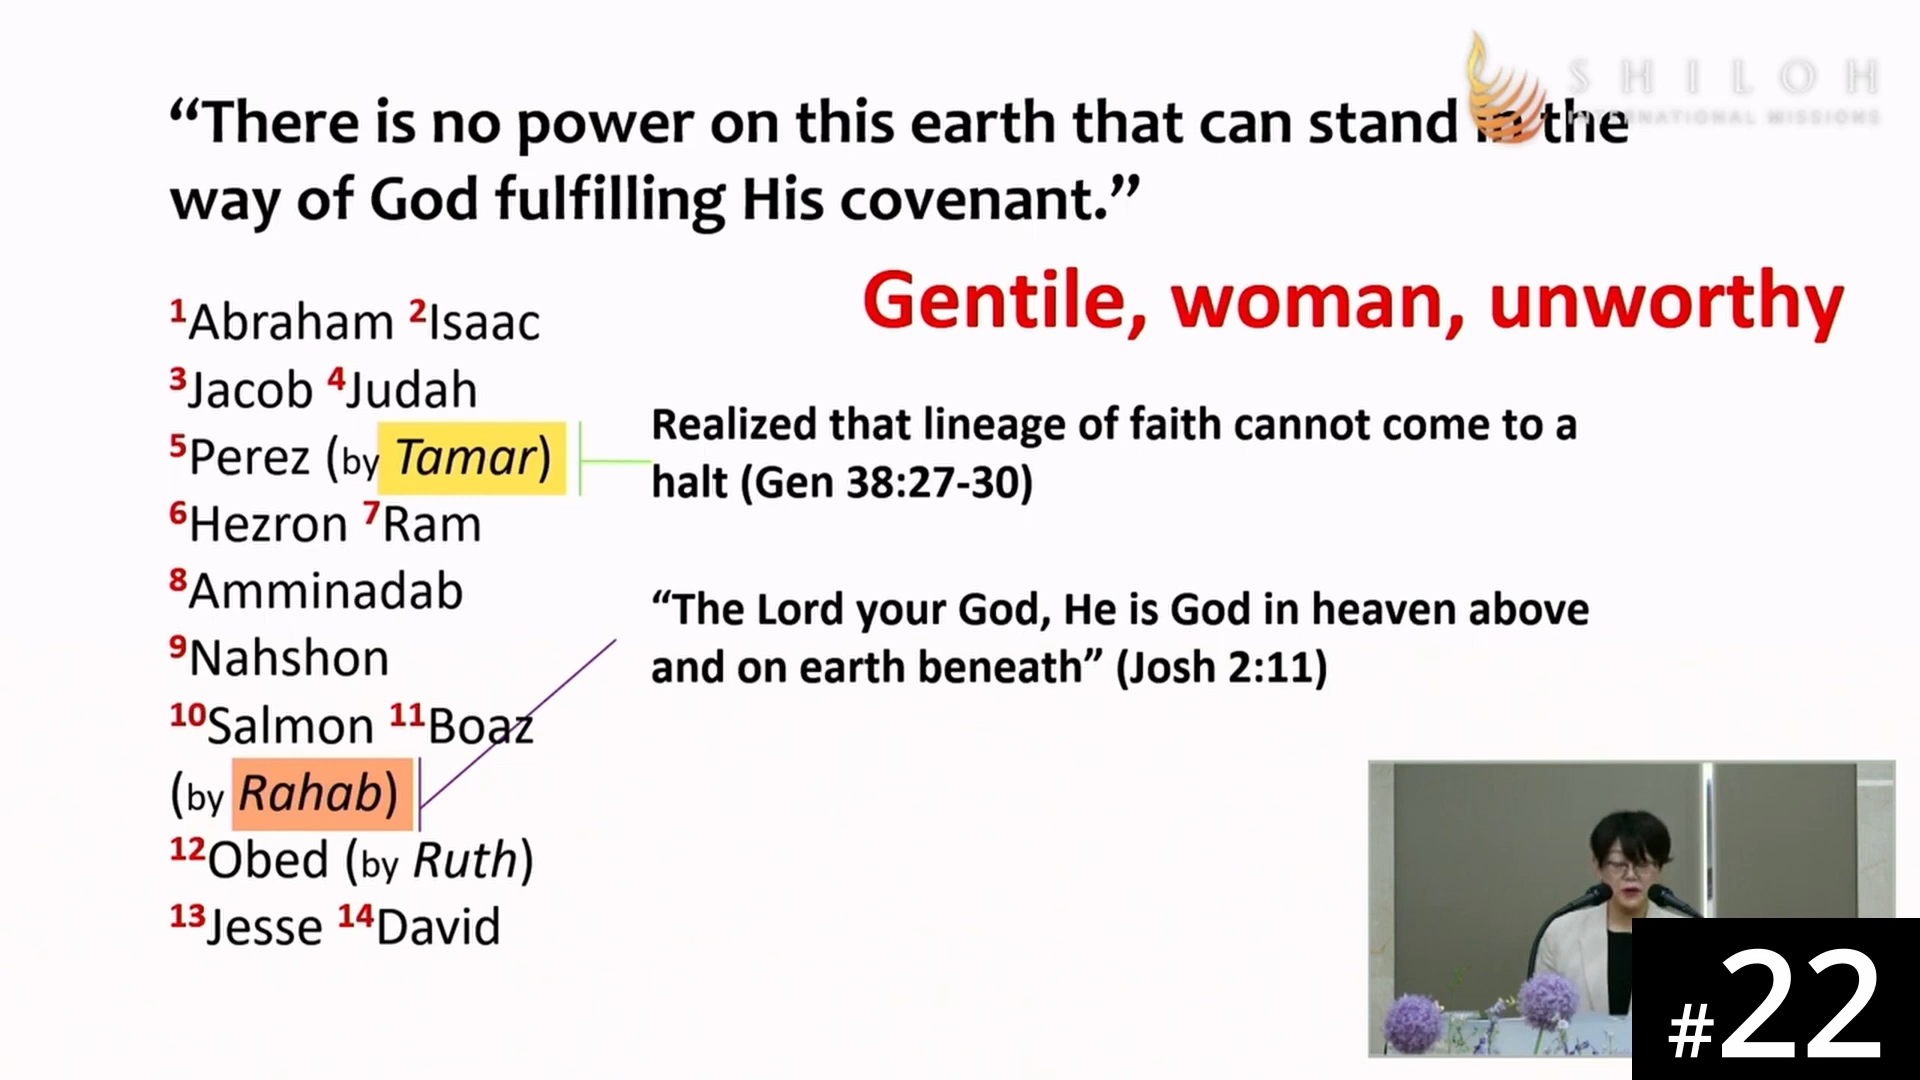 SHILOH
INTERNATIONAL MISSIONS
“There is no power on this earth that can stand in the
way of God fulfilling His covenant.”
Gentile, woman, unworthy
1Abraham 2Isaac
3Jacob 4Judah
5Perez (by Tamar)
6Hezron 7Ram
8Amminadab
9Nahshon
10Salmon 11Boaz
(by Rahab)
12Obed (by Ruth)
13Jesse 14David
Realized that lineage of faith cannot come to a
halt (Gen 38:27-30)
“The Lord your God, He is God in heaven above
and on earth beneath” (Josh 2:11)
#22